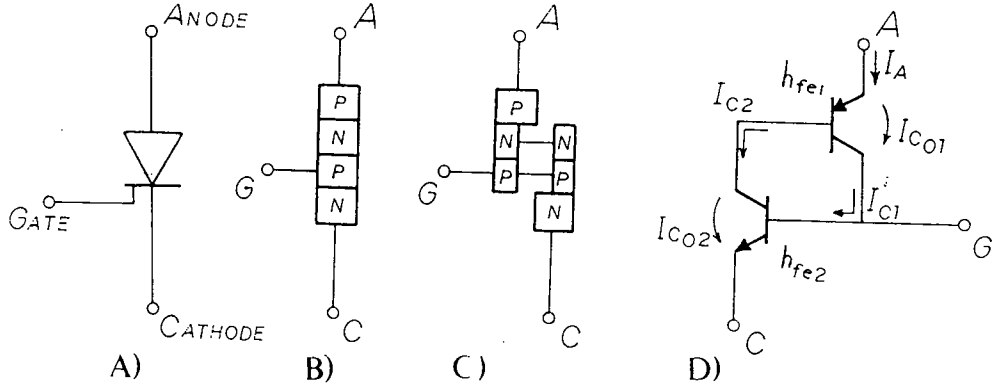 ANODE
GATE
CATHODE
A)
A
P
N
P
N
G
C
B)
A
P
N
N
P
P
N
G
C
C)
A
I_A
h_fe1
I_C2
I_CO1
I_C1
I_CO2
h_fe2
G
C
D)